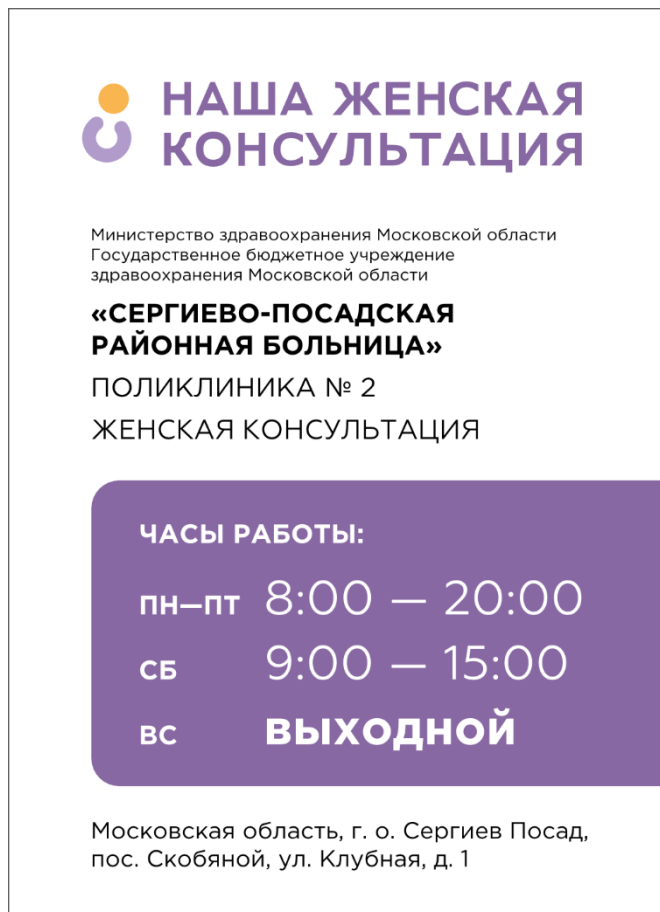 НАША ЖЕНСКАЯ
КОНСУЛЬТАЦИЯ
Министерство здравоохранения Московской области
Государственное бюджетное учреждение
здравоохранения Московской области
«СЕРГИЕВО-ПОСАДСКАЯ
РАЙОННАЯ БОЛЬНИЦА»
ПОЛИКЛИНИКА № 2
ЖЕНСКАЯ КОНСУЛЬТАЦИЯ
ЧАСЫ РАБОТЫ:
ПН—ПТ 8:00 — 20:00
СБ 9:00 — 15:00
ВС ВЫХОДНОЙ
Московская область, г. о. Сергиев Посад,
пос. Скобяной, ул. Клубная, д. 1